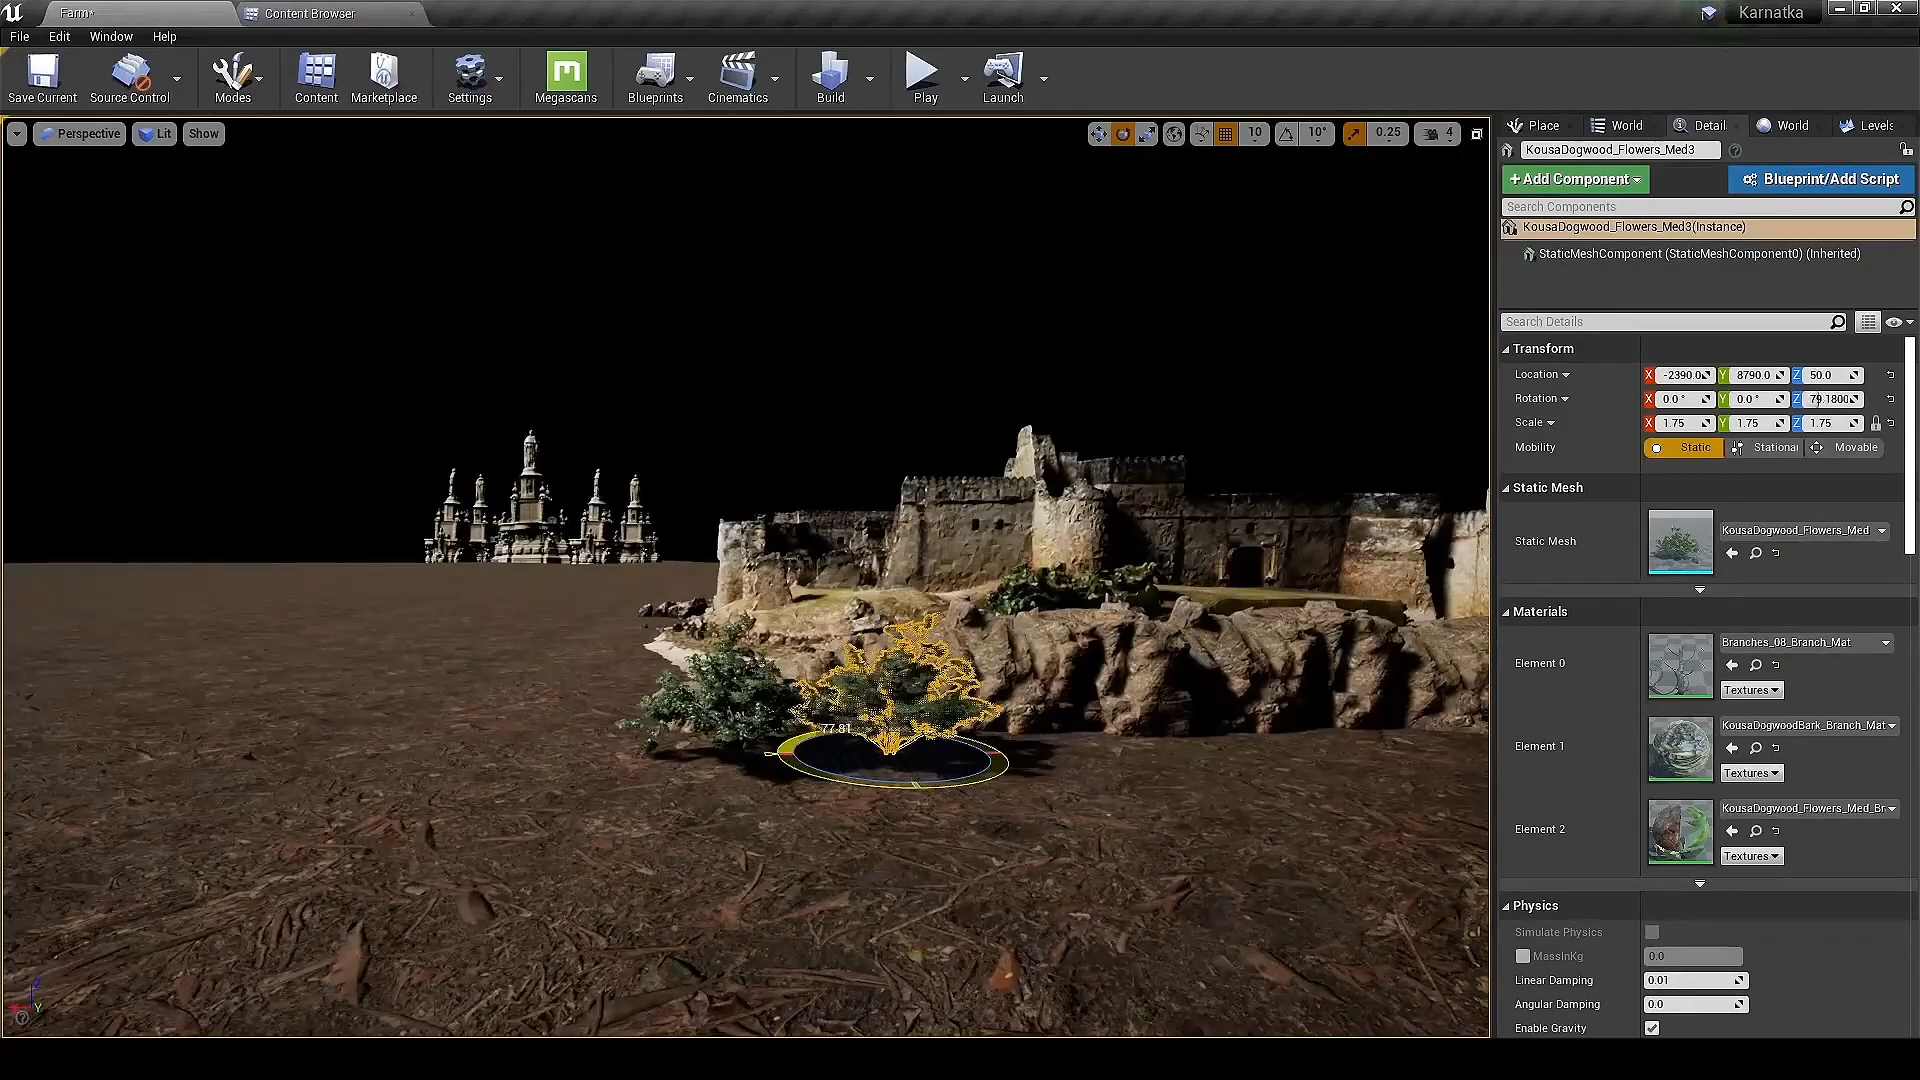 Farm*
Content Browser
Karnatka
File Edit Window Help
Save Current Source Control Modes Content Marketplace Settings Megascans Blueprints Cinematics Build Play Launch
Perspective Lit Show
10 10° 0.25 4
Place World Detail World Levels
KousaDogwood_Flowers_Med3
+Add Component
Blueprint/Add Script
Search Components
KousaDogwood_Flowers_Med3(Instance)
StaticMeshComponent (StaticMeshComponent0) (Inherited)
Search Details
Transform
Location X -2390.0 Y 8790.0 Z 50.0
Rotation X 0.0 ° Y 0.0 ° Z 79.1800
Scale X 1.75 Y 1.75 Z 1.75
Mobility Static Stationar Movable
Static Mesh
Static Mesh KousaDogwood_Flowers_Med
Materials
Element 0 Branches_08_Branch_Mat
Textures
Element 1 KousaDogwoodBark_Branch_Mat
Textures
Element 2 KousaDogwood_Flowers_Med_Br
Textures
Physics
Simulate Physics
MassInKg 0.0
Linear Damping 0.01
Angular Damping 0.0
Enable Gravity
77.81
Z
Y